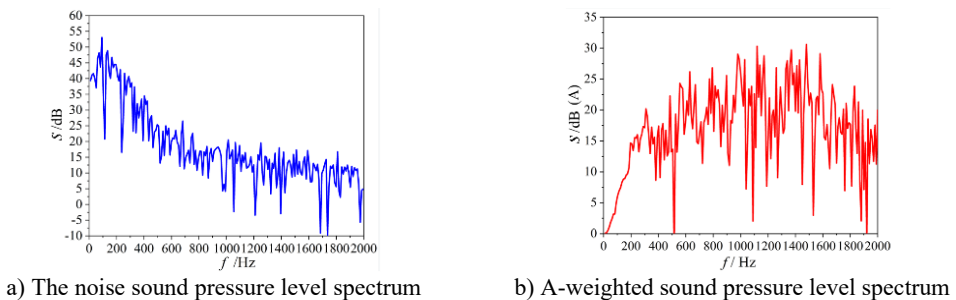 60
55
50
45
40
35
30
25
20
15
10
5
0
-5
-10
S /dB
0 200 400 600 800 1000 1200 1400 1600 1800 2000
f /Hz
35
30
25
20
15
10
5
0
S /dB (A)
200 400 600 800 1000 1200 1400 1600 1800 2000
f / Hz
a) The noise sound pressure level spectrum
b) A-weighted sound pressure level spectrum